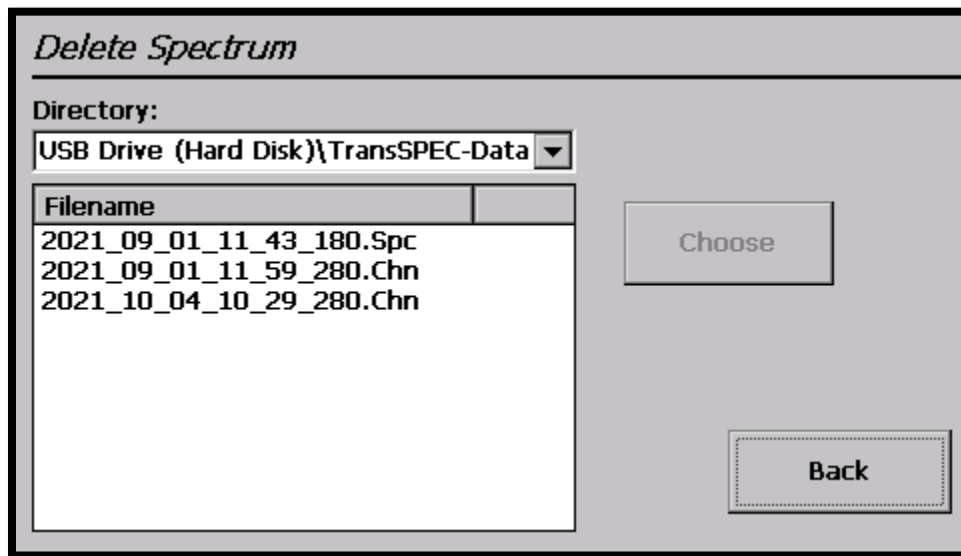 Delete Spectrum
Directory:
USB Drive (Hard Disk)\TransSPEC-Data
Filename
2021_09_01_11_43_180.Spc
2021_09_01_11_59_280.Chn
2021_10_04_10_29_280.Chn
Choose
Back